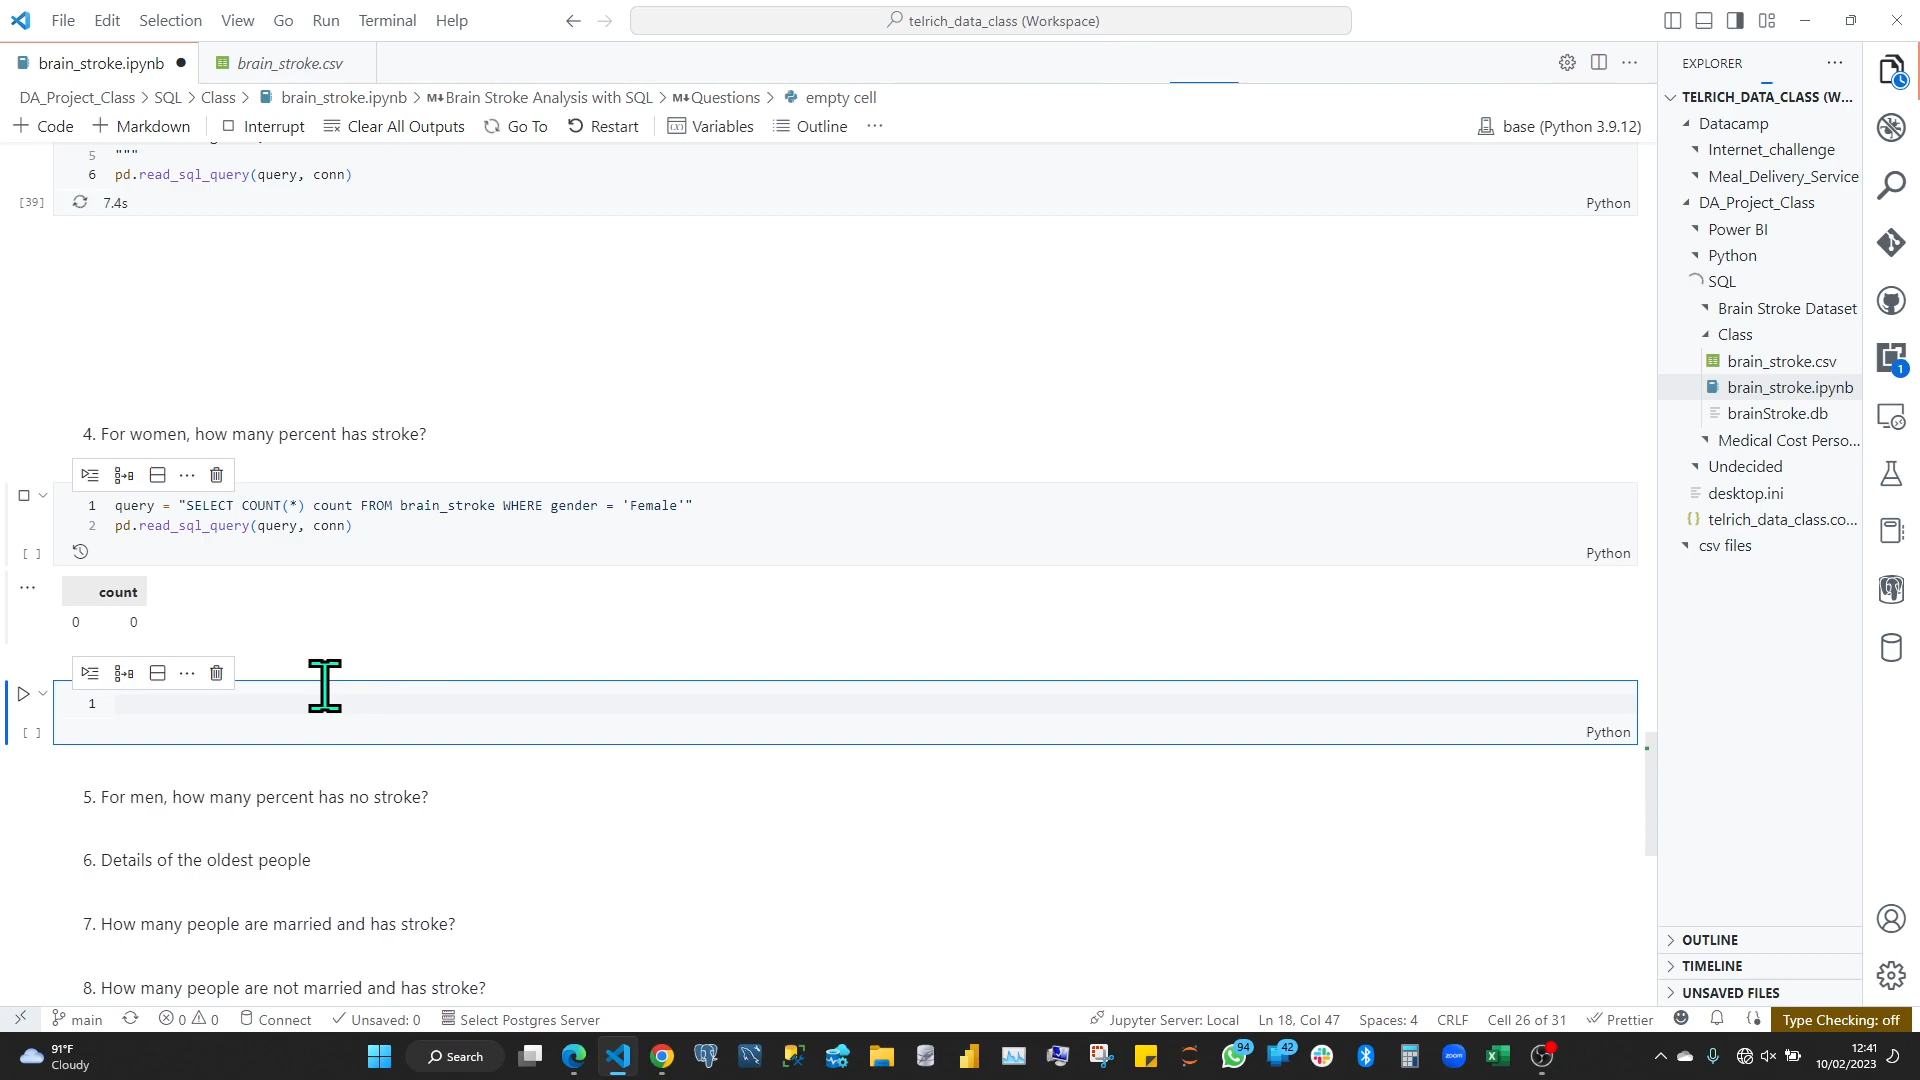 File Edit Selection View Go Run Terminal Help
telrich_data_class (Workspace)
brain_stroke.ipynb
brain_stroke.csv
DA_Project_Class > SQL > Class > brain_stroke.ipynb > M↓Brain Stroke Analysis with SQL > M↓Questions > empty cell
+ Code + Markdown Interrupt Clear All Outputs Go To Restart Variables Outline ...
base (Python 3.9.12)
5 """
6 pd.read_sql_query(query, conn)
[39] 7.4s
Python
4. For women, how many percent has stroke?
1 query = "SELECT COUNT(*) count FROM brain_stroke WHERE gender = 'Female'"
2 pd.read_sql_query(query, conn)
[ ]
Python
count
0 0
1
[ ]
Python
5. For men, how many percent has no stroke?
6. Details of the oldest people
7. How many people are married and has stroke?
8. How many people are not married and has stroke?
EXPLORER
TELRICH_DATA_CLASS (W...
Datacamp
Internet_challenge
Meal_Delivery_Service
DA_Project_Class
Power BI
Python
SQL
Brain Stroke Dataset
Class
brain_stroke.csv
brain_stroke.ipynb
brainStroke.db
Medical Cost Perso...
Undecided
desktop.ini
telrich_data_class.co...
csv files
OUTLINE
TIMELINE
UNSAVED FILES
1
main 0 0 Connect Unsaved: 0 Select Postgres Server
Jupyter Server: Local Ln 18, Col 47 Spaces: 4 CRLF Cell 26 of 31 Prettier Type Checking: off
91°F
Cloudy
Search
zoom
94
42
12:41
10/02/2023